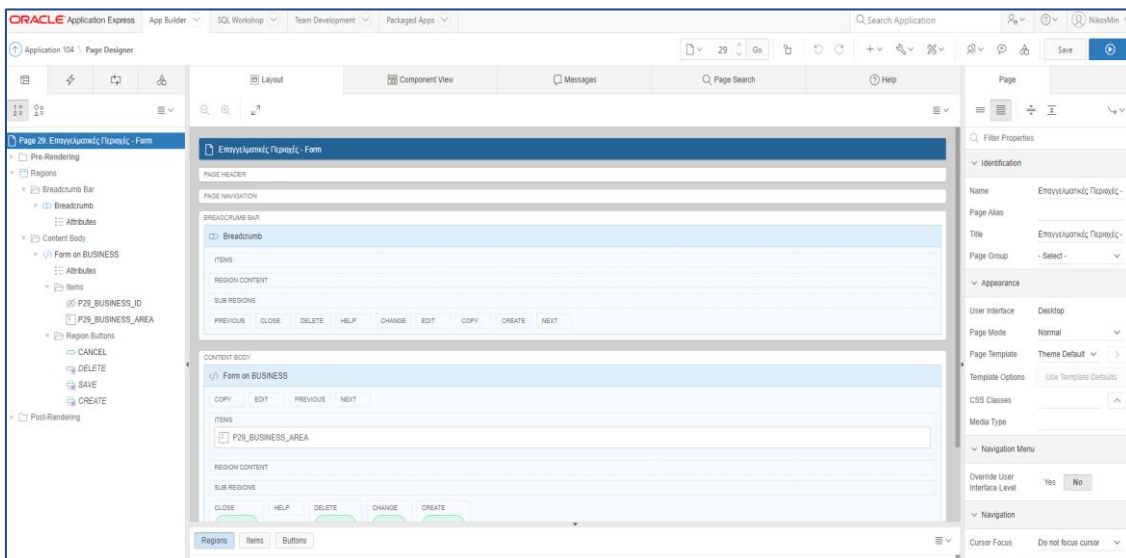 ORACLE Application Express App Builder SQL Workshop Team Development Packaged Apps Search Application NikosMin
Application 104 \ Page Designer 29 Go Save
Layout Component View Messages Page Search Help Page
Page 29: Επαγγελματικές Περιοχές - Form
Pre-Rendering
Regions
Breadcrumb Bar
Breadcrumb
Attributes
Content Body
Form on BUSINESS
Attributes
Items
P29_BUSINESS_ID
P29_BUSINESS_AREA
Region Buttons
CANCEL
DELETE
SAVE
CREATE
Post-Rendering
Επαγγελματικές Περιοχές - Form
PAGE HEADER
PAGE NAVIGATION
BREADCRUMB BAR
Breadcrumb
ITEMS
REGION CONTENT
SUB REGIONS
PREVIOUS CLOSE DELETE HELP CHANGE EDIT COPY CREATE NEXT
CONTENT BODY
Form on BUSINESS
COPY EDIT PREVIOUS NEXT
ITEMS
P29_BUSINESS_AREA
REGION CONTENT
SUB REGIONS
CLOSE HELP DELETE CHANGE CREATE
Regions Items Buttons
Filter Properties
Identification
Name Επαγγελματικές Περιοχές -
Page Alias
Title Επαγγελματικές Περιοχές -
Page Group - Select -
Appearance
User Interface Desktop
Page Mode Normal
Page Template Theme Default
Template Options Use Template Defaults
CSS Classes
Media Type
Navigation Menu
Override User
Interface Level Yes No
Navigation
Cursor Focus Do not focus cursor